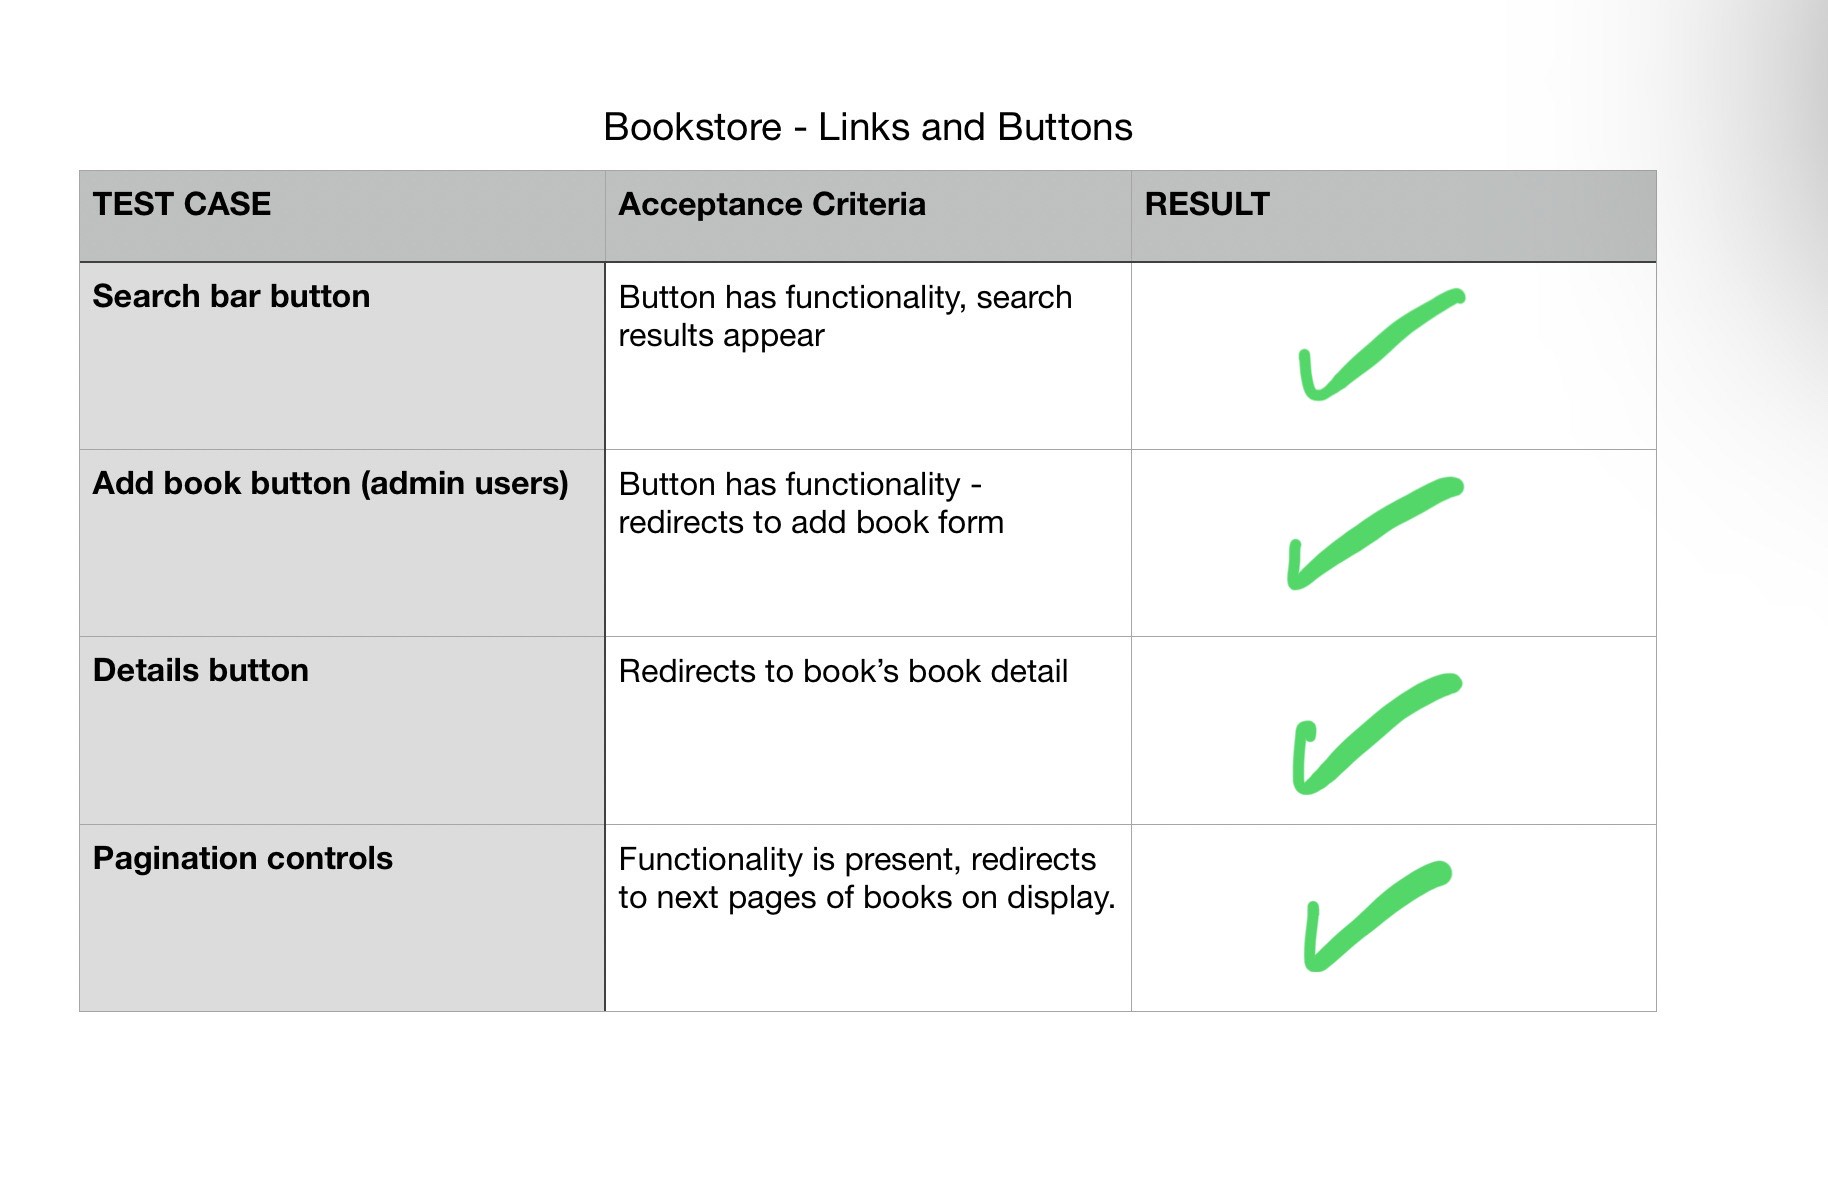 Bookstore - Links and Buttons
TEST CASE
Acceptance Criteria
RESULT
Search bar button
Button has functionality, search
results appear
Add book button (admin users)
Button has functionality -
redirects to add book form
Details button
Redirects to book’s book detail
Pagination controls
Functionality is present, redirects
to next pages of books on display.